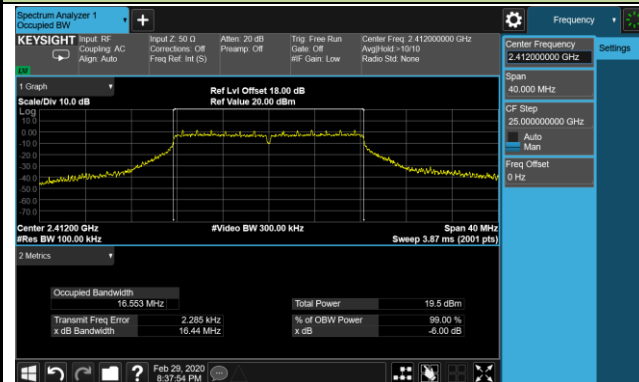 Spectrum Analyzer 1
Occupied BW
+
Frequency
KEYSIGHT
Input: RF
Coupling: AC
Align: Auto
Input Z: 50 Ω
Corrections: Off
Freq Ref: Int (S)
Atten: 20 dB
Preamp: Off
Trig: Free Run
Gate: Off
#IF Gain: Low
Center Freq: 2.412000000 GHz
Avg|Hold:>10/10
Radio Std: None
Center Frequency
2.412000000 GHz
Settings
Span
40.000 MHz
CF Step
25.000000000 GHz
Auto
Man
Freq Offset
0 Hz
1 Graph
Scale/Div 10.0 dB
Ref Lvl Offset 18.00 dB
Ref Value 20.00 dBm
Log
10.0
0.00
-10.0
-20.0
-30.0
-40.0
-50.0
-60.0
-70.0
Center 2.41200 GHz
#Res BW 100.00 kHz
#Video BW 300.00 kHz
Span 40 MHz
Sweep 3.87 ms (2001 pts)
2 Metrics
Occupied Bandwidth
16.553 MHz
Total Power 19.5 dBm
Transmit Freq Error 2.285 kHz
% of OBW Power 99.00 %
x dB Bandwidth 16.44 MHz
x dB -6.00 dB
?
Feb 29, 2020
8:37:54 PM